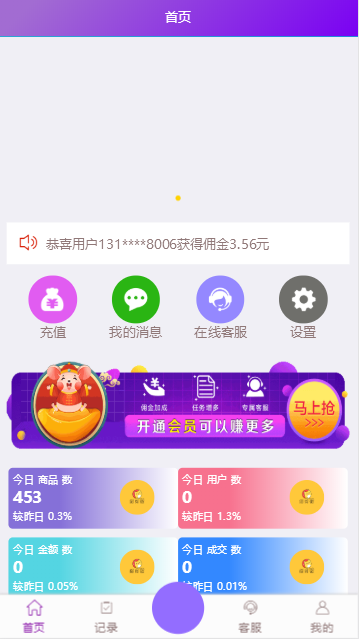 首页
恭喜用户131****8006获得佣金3.56元
充值 我的消息 在线客服 设置
佣金加成 任务增多 专属客服
马上抢
>>>
开通会员可以赚更多
今日 商品 数 今日 用户 数
453 0
较昨日 0.3% 较昨日 1.3%
今日 金额 数 今日 成交 数
0 0
较昨日 0.05% 较昨日 0.01%
首页 记录 客服 我的